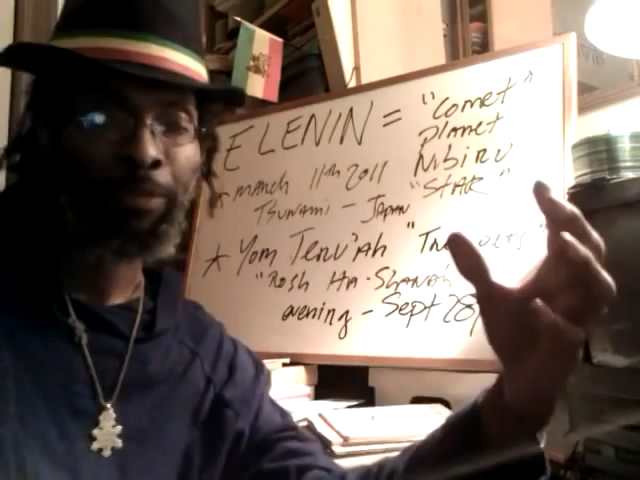 ELENIN = "Comet"
planet
NibiRU
* MARCH 11th 2011 "STAR"
TSUNAMI - JAPAN
* YOM TERU'AH
"ROSH HA-SHANAH
evening - Sept 28